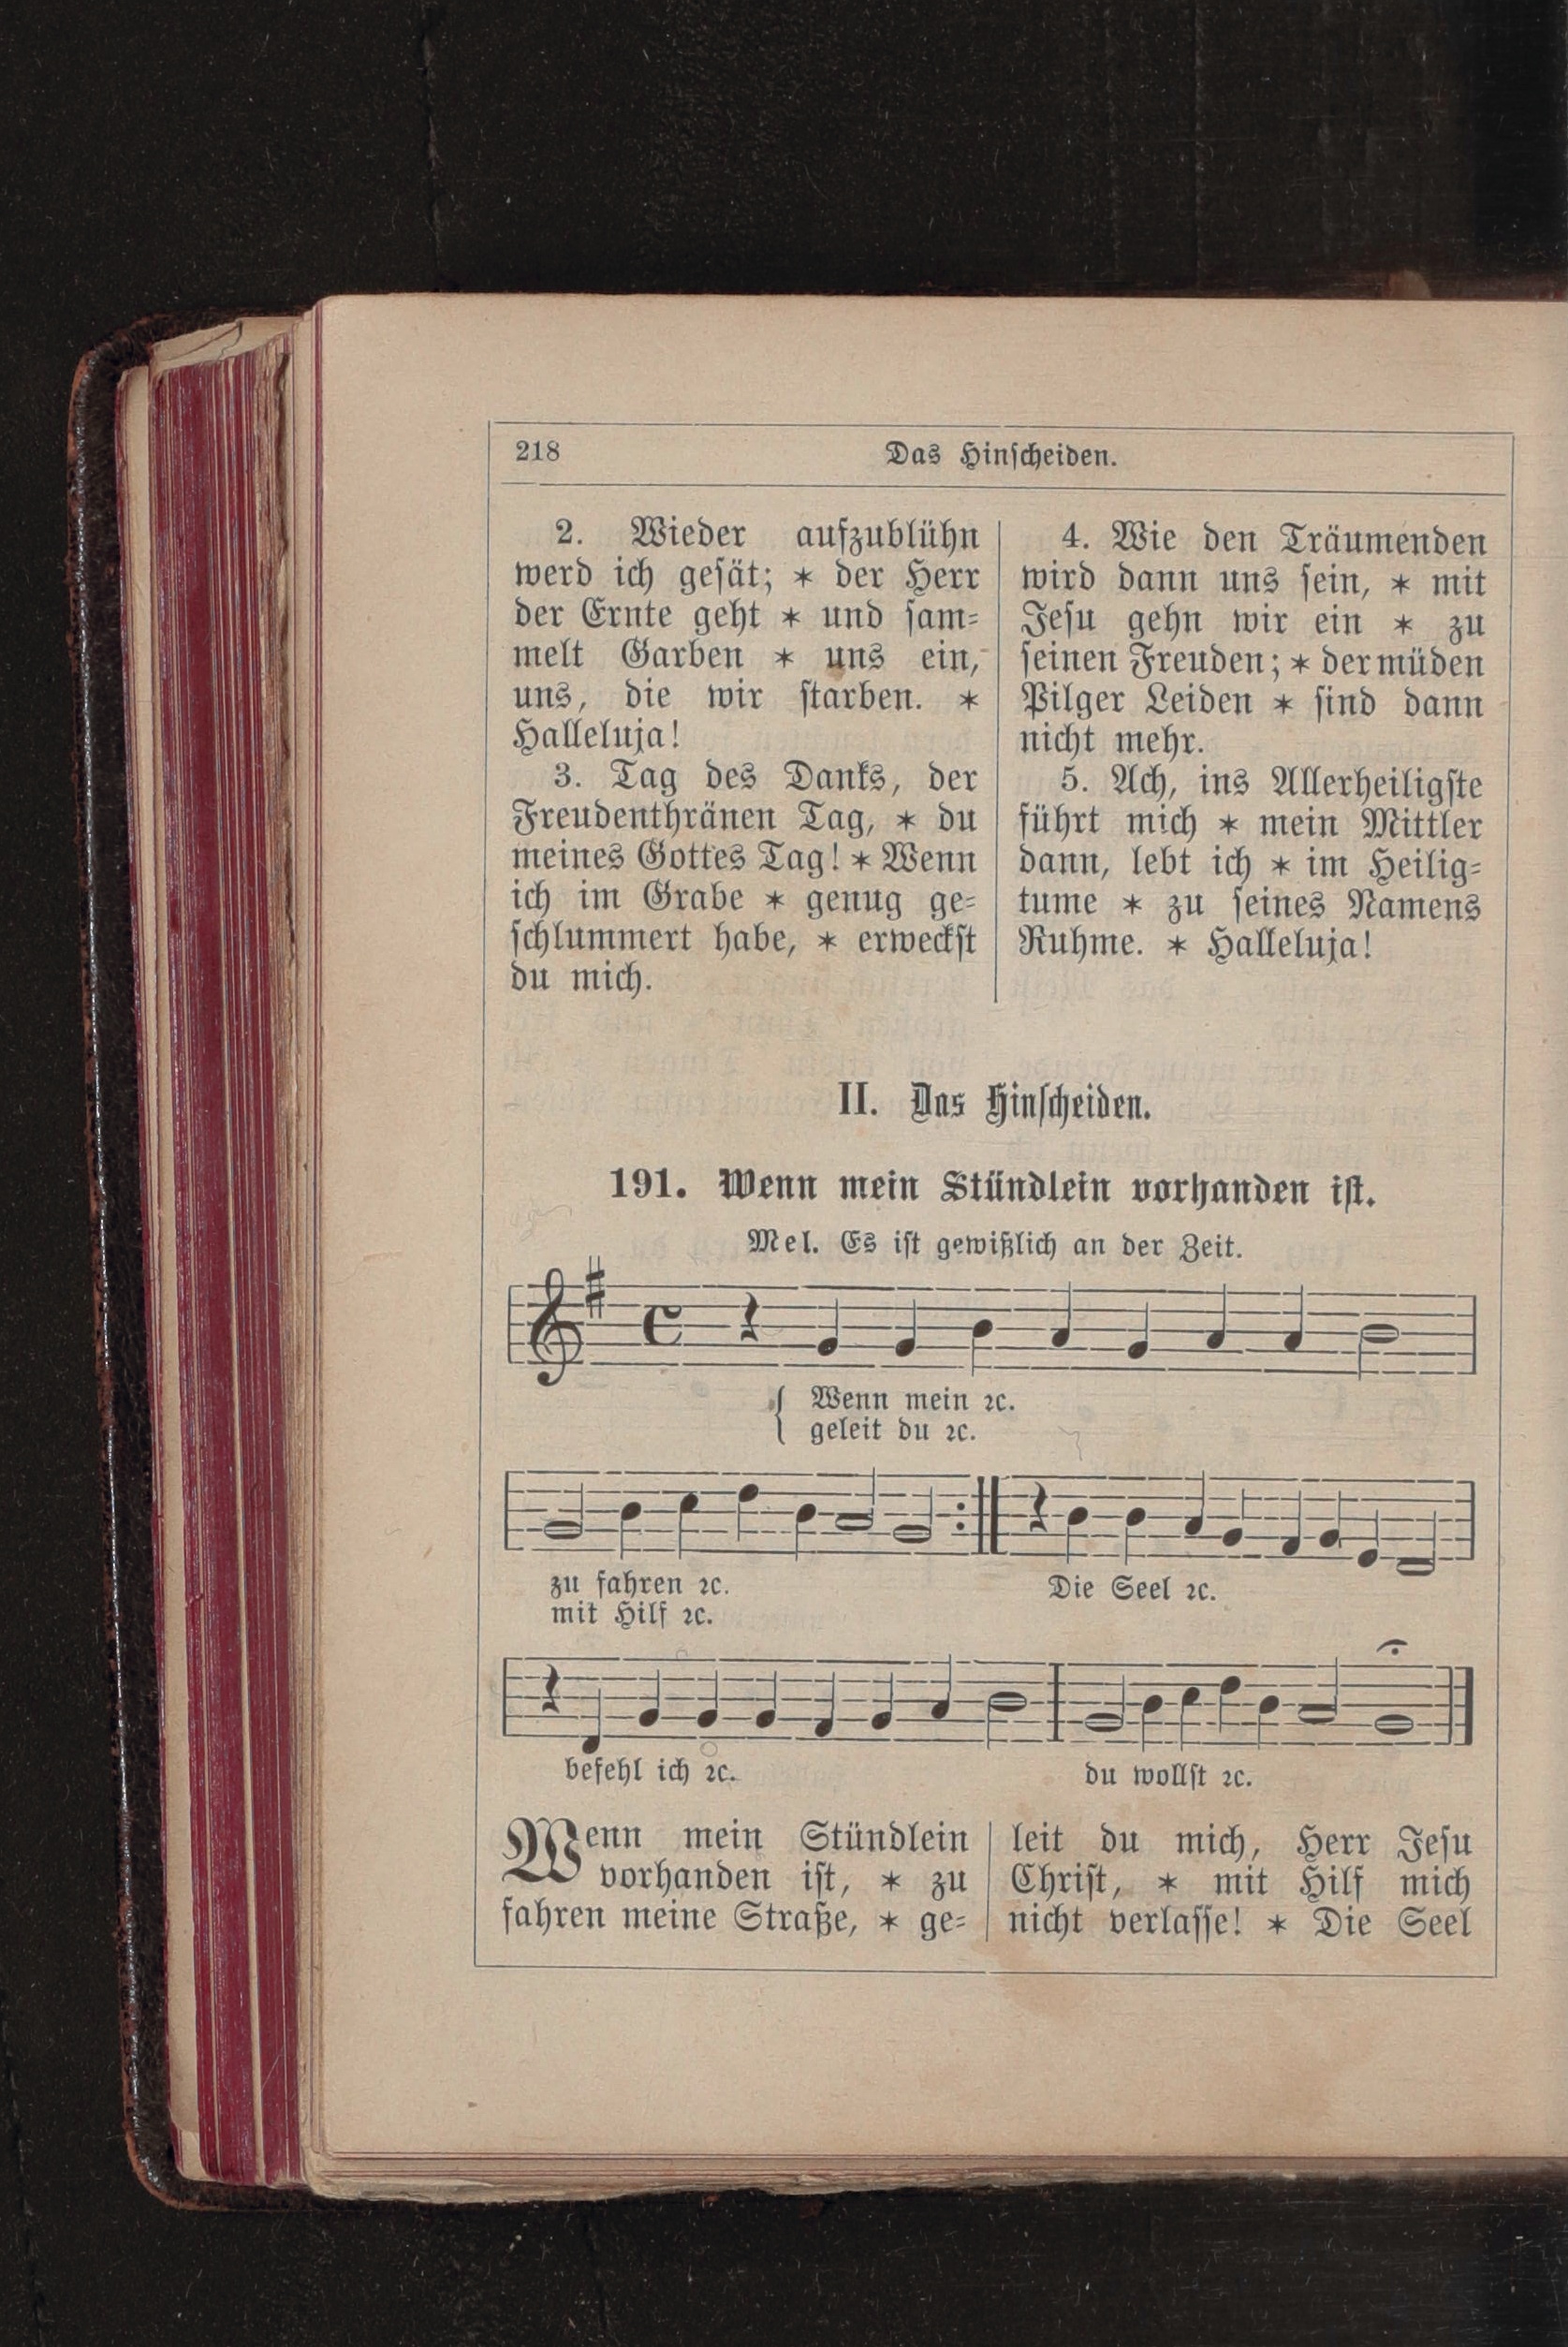 218
Das Hinscheiden.
2. Wieder aufzublühn
werd ich gesät; * der Herr
der Ernte geht * und sam=
melt Garben * uns ein,
uns, die wir starben. *
Halleluja!
3. Tag des Danks, der
Freudenthränen Tag, * du
meines Gottes Tag! * Wenn
ich im Grabe * genug ge=
schlummert habe, * erweckst
du mich.
4. Wie den Träumenden
wird dann uns sein, * mit
Jesu gehn wir ein * zu
seinen Freuden; * der müden
Pilger Leiden * sind dann
nicht mehr.
5. Ach, ins Allerheiligste
führt mich * mein Mittler
dann, lebt ich * im Heilig=
tume * zu seines Namens
Ruhme. * Halleluja!
II. Das Hinscheiden.
191. Wenn mein Stündlein vorhanden ist.
Mel. Es ist gewißlich an der Zeit.
Wenn mein ꝛc.
geleit du ꝛc.
zu fahren ꝛc.
mit Hilf ꝛc.
Die Seel ꝛc.
befehl ich ꝛc.
du wollst ꝛc.
Wenn mein Stündlein
vorhanden ist, * zu
fahren meine Straße, * ge=
leit du mich, Herr Jesu
Christ, * mit Hilf mich
nicht verlasse! * Die Seel